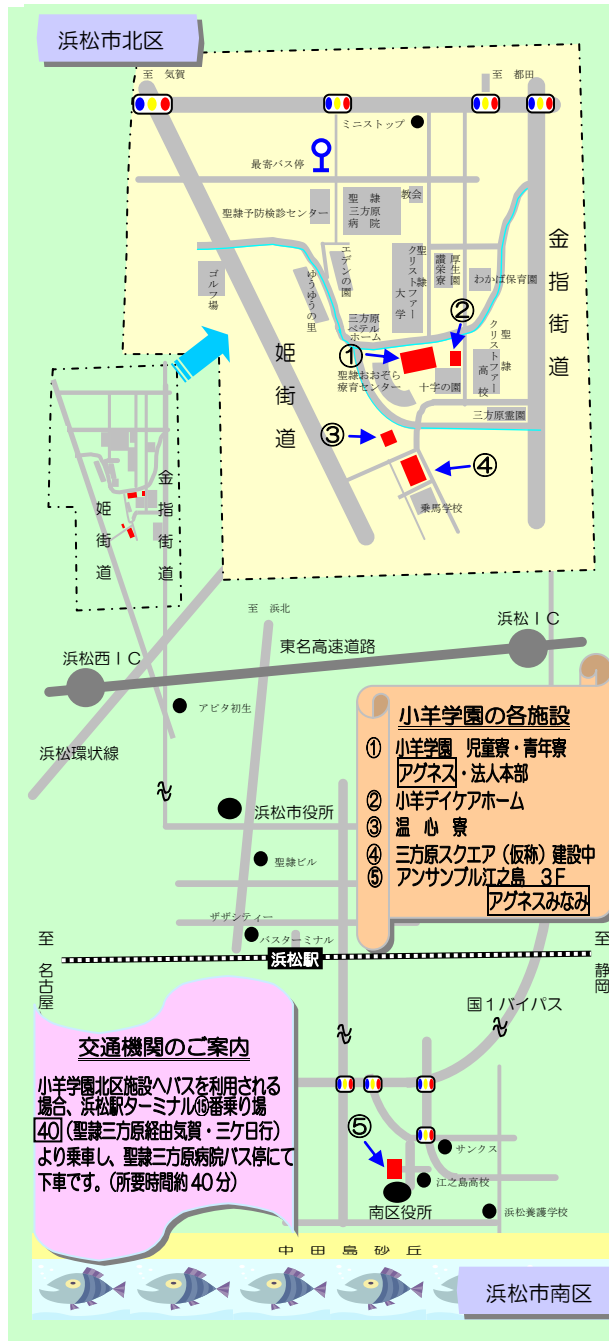 浜松市北区
至 気賀
至 都田
ミニストップ
最寄バス停
聖隷予防検診センター
聖隷
三方原
病院
教会
金指街道
ゴルフ場
ゆうゆうの里
エデンの園
聖隷
クリストファー
大学
讃栄寮
厚生園
わかば保育園
三方原
ベテル
ホーム
②
①
聖隷おおぞら
療育センター
十字の園
聖隷
クリストファー
高校
姫街道
三方原霊園
③
④
乗馬学校
金指街道
姫街道
至 浜北
浜松IC
東名高速道路
浜松西IC
アピタ初生
浜松環状線
浜松市役所
聖隷ビル
ザザシティー
バスターミナル
小羊学園の各施設
① 小羊学園 児童寮・青年寮
アグネス・法人本部
② 小羊デイケアホーム
③ 温心寮
④ 三方原スクエア(仮称)建設中
⑤ アンサンブル江之島 3F
アグネスみなみ
至 名古屋
浜松駅
至 静岡
国1バイパス
交通機関のご案内
小羊学園北区施設へバスを利用される
場合、浜松駅ターミナル⑮番乗り場
40(聖隷三方原経由気賀・三ケ日行)
より乗車し、聖隷三方原病院バス停にて
下車です。(所要時間約40分)
⑤
サンクス
江之島高校
南区役所
浜松養護学校
中田島砂丘
浜松市南区